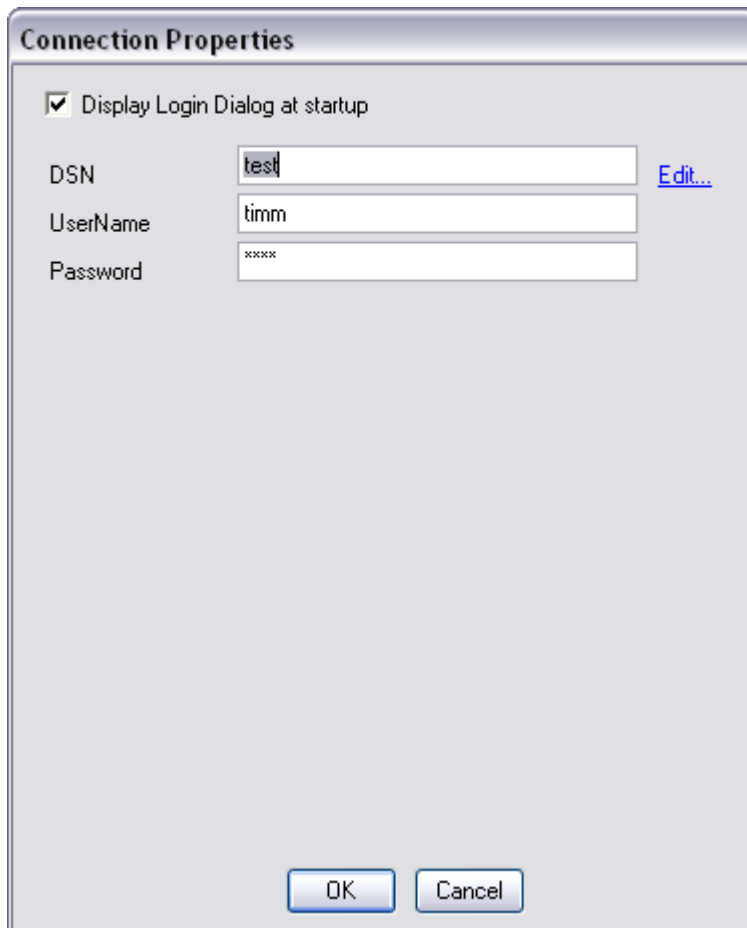 Connection Properties
Display Login Dialog at startup
DSN test Edit...
UserName timm
Password ****
OK Cancel